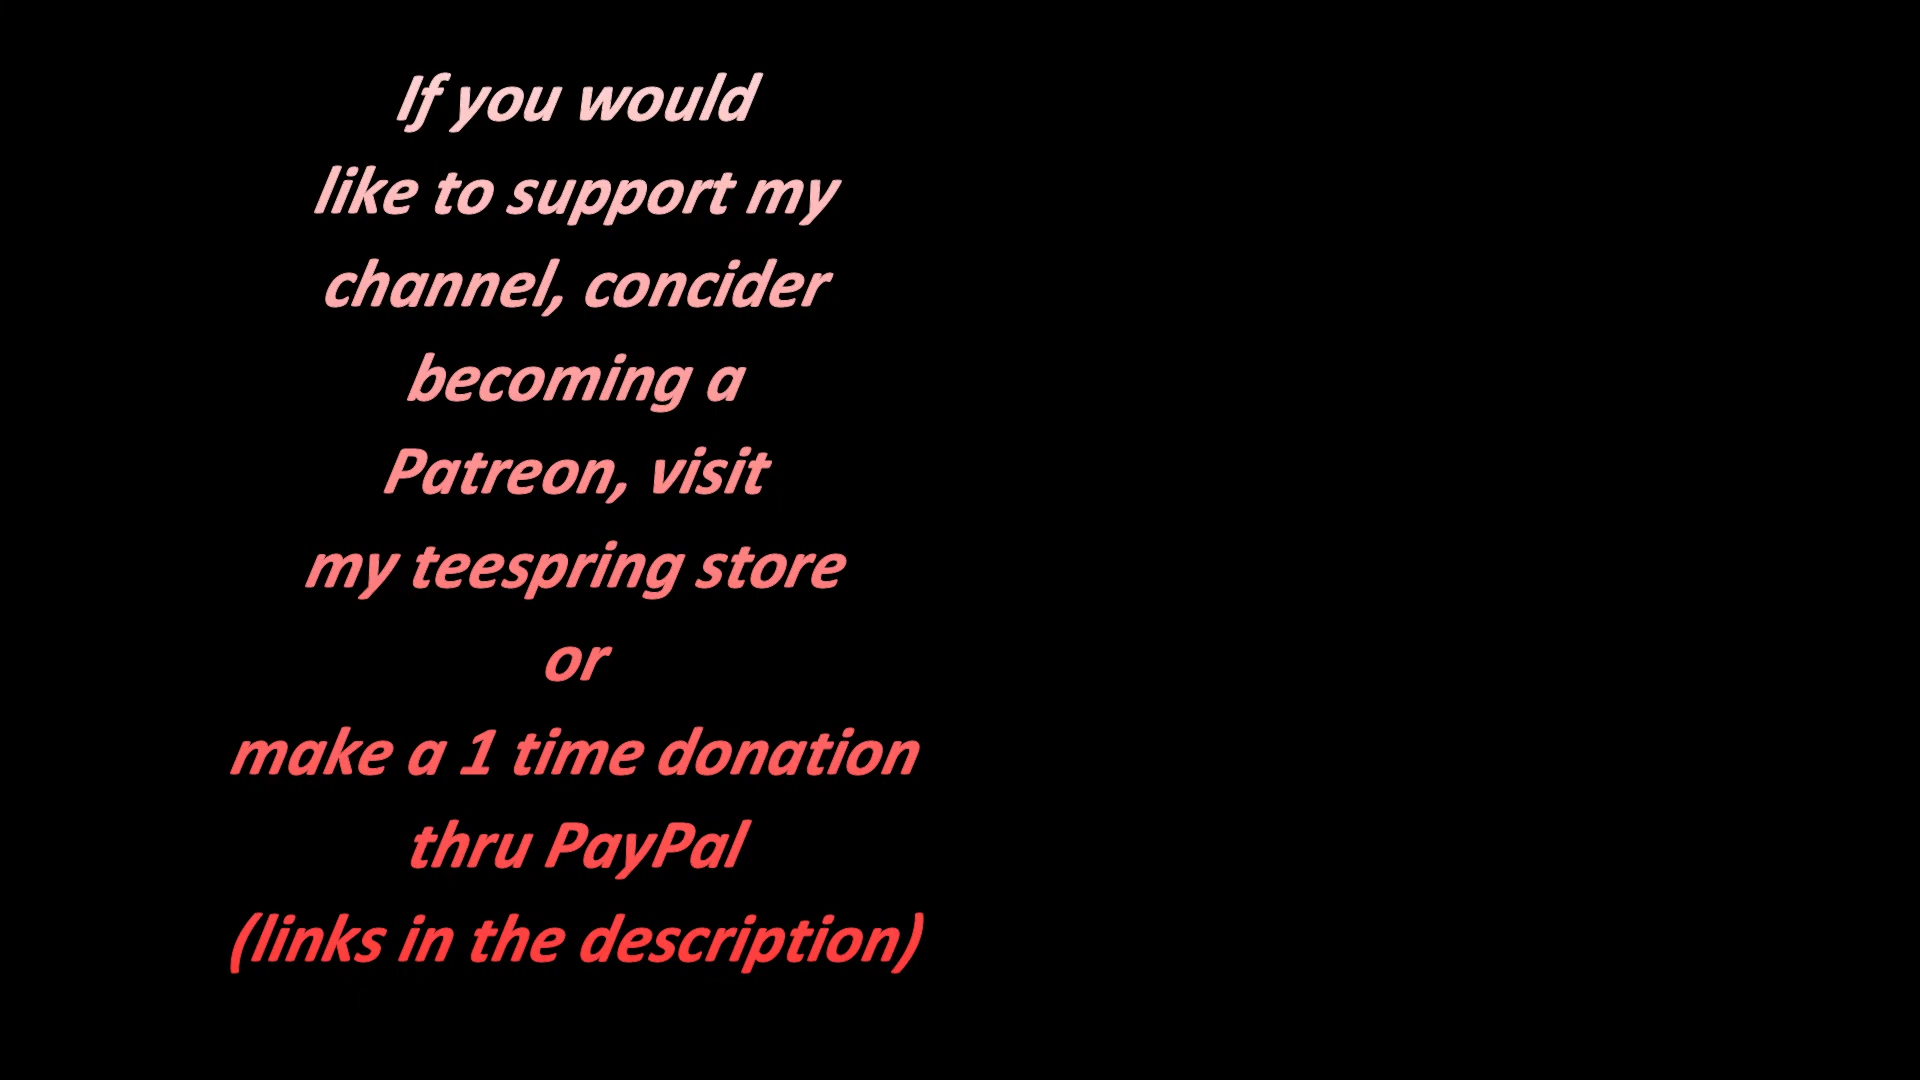 If you would
like to support my
channel, concider
becoming a
Patreon, visit
my teespring store
or
make a 1 time donation
thru PayPal
(links in the description)